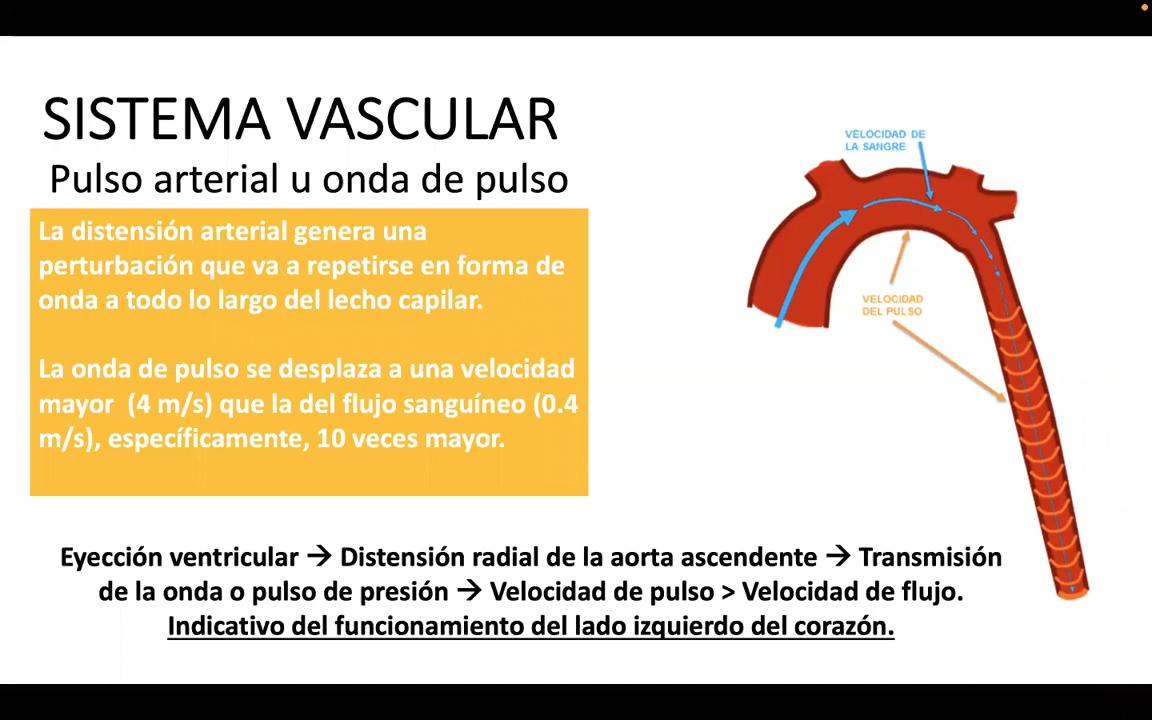 SISTEMA VASCULAR
Pulso arterial u onda de pulso
La distensión arterial genera una
perturbación que va a repetirse en forma de
onda a todo lo largo del lecho capilar.
La onda de pulso se desplaza a una velocidad
mayor (4 m/s) que la del flujo sanguíneo (0.4
m/s), específicamente, 10 veces mayor.
VELOCIDAD DE
LA SANGRE
VELOCIDAD
DEL PULSO
Eyección ventricular → Distensión radial de la aorta ascendente → Transmisión
de la onda o pulso de presión → Velocidad de pulso > Velocidad de flujo.
Indicativo del funcionamiento del lado izquierdo del corazón.